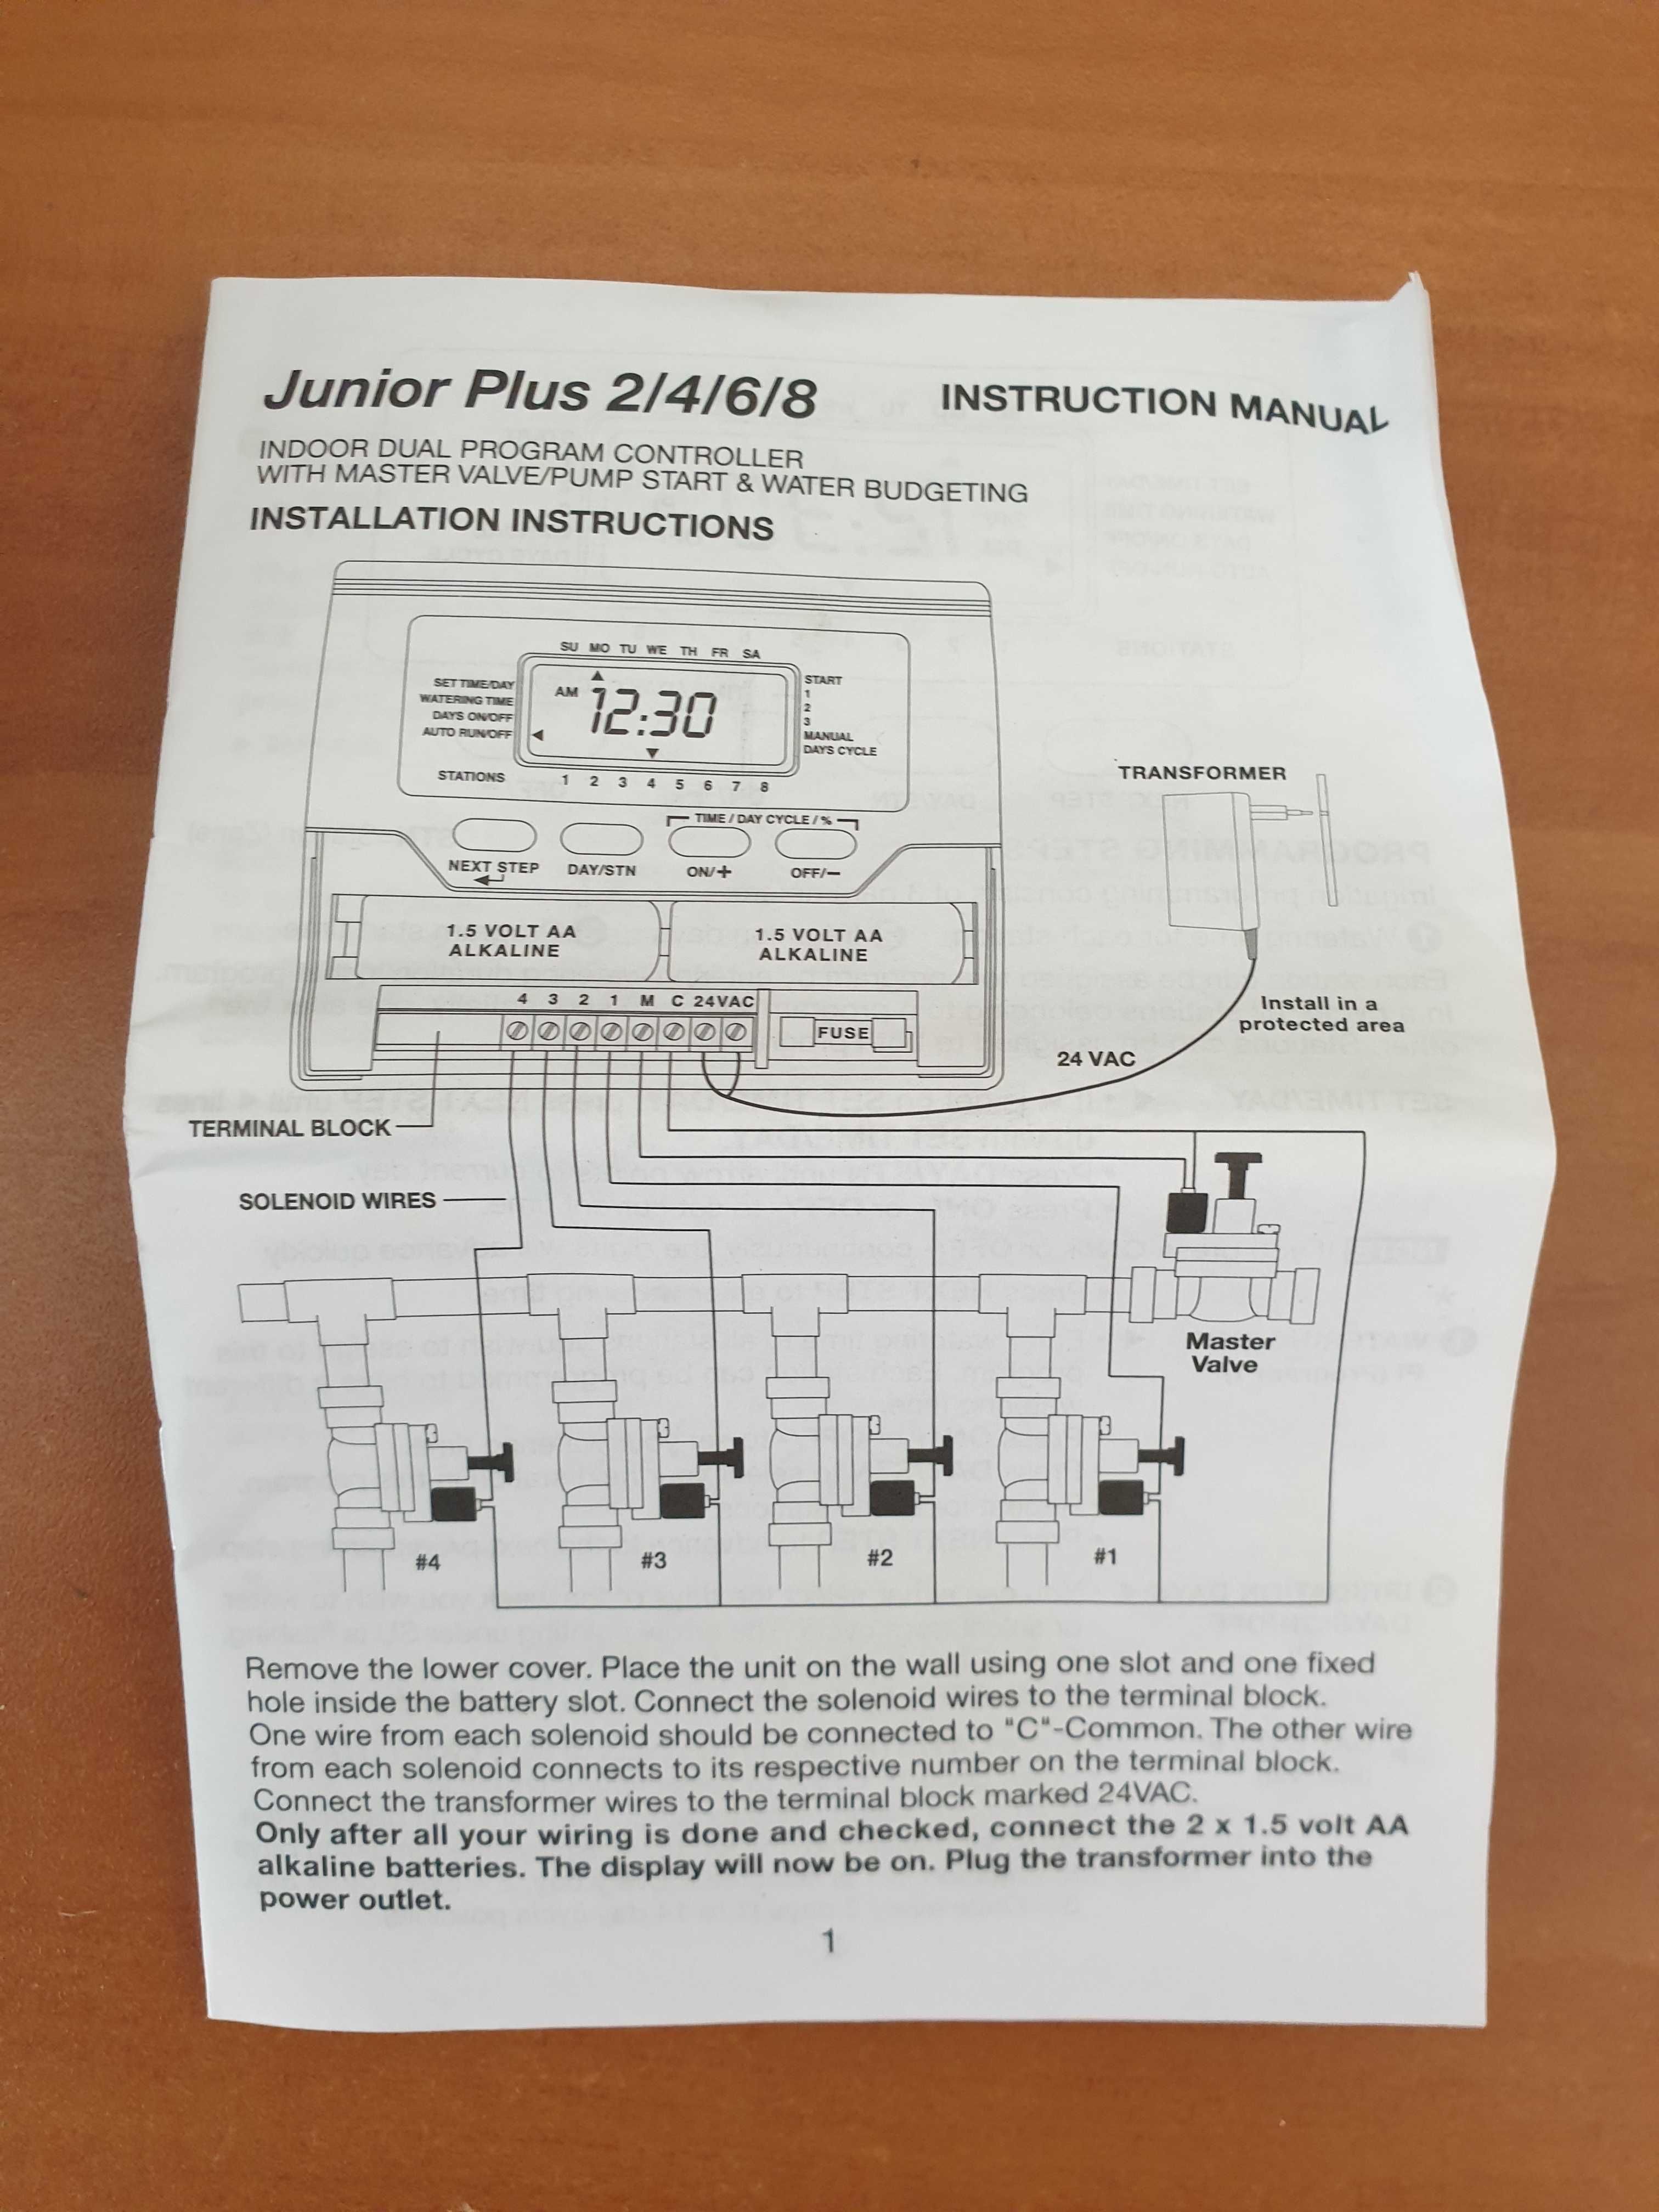 Junior Plus 2/4/6/8
INSTRUCTION MANUAL
INDOOR DUAL PROGRAM CONTROLLER
WITH MASTER VALVE/PUMP START & WATER BUDGETING
INSTALLATION INSTRUCTIONS
SU MO TU WE TH FR SA
SET TIME/DAY
WATERING TIME
DAYS ON/OFF
AUTO RUN/OFF
AM 12:30
START
1
2
3
MANUAL
DAYS CYCLE
STATIONS 1 2 3 4 5 6 7 8
TIME / DAY CYCLE / %
NEXT STEP DAY/STN ON/+ OFF/−
TRANSFORMER
1.5 VOLT AA
ALKALINE
1.5 VOLT AA
ALKALINE
4 3 2 1 M C 24VAC
FUSE
Install in a
protected area
24 VAC
TERMINAL BLOCK
SOLENOID WIRES
Master
Valve
#4 #3 #2 #1
Remove the lower cover. Place the unit on the wall using one slot and one fixed
hole inside the battery slot. Connect the solenoid wires to the terminal block.
One wire from each solenoid should be connected to "C"-Common. The other wire
from each solenoid connects to its respective number on the terminal block.
Connect the transformer wires to the terminal block marked 24VAC.
Only after all your wiring is done and checked, connect the 2 x 1.5 volt AA
alkaline batteries. The display will now be on. Plug the transformer into the
power outlet.
1